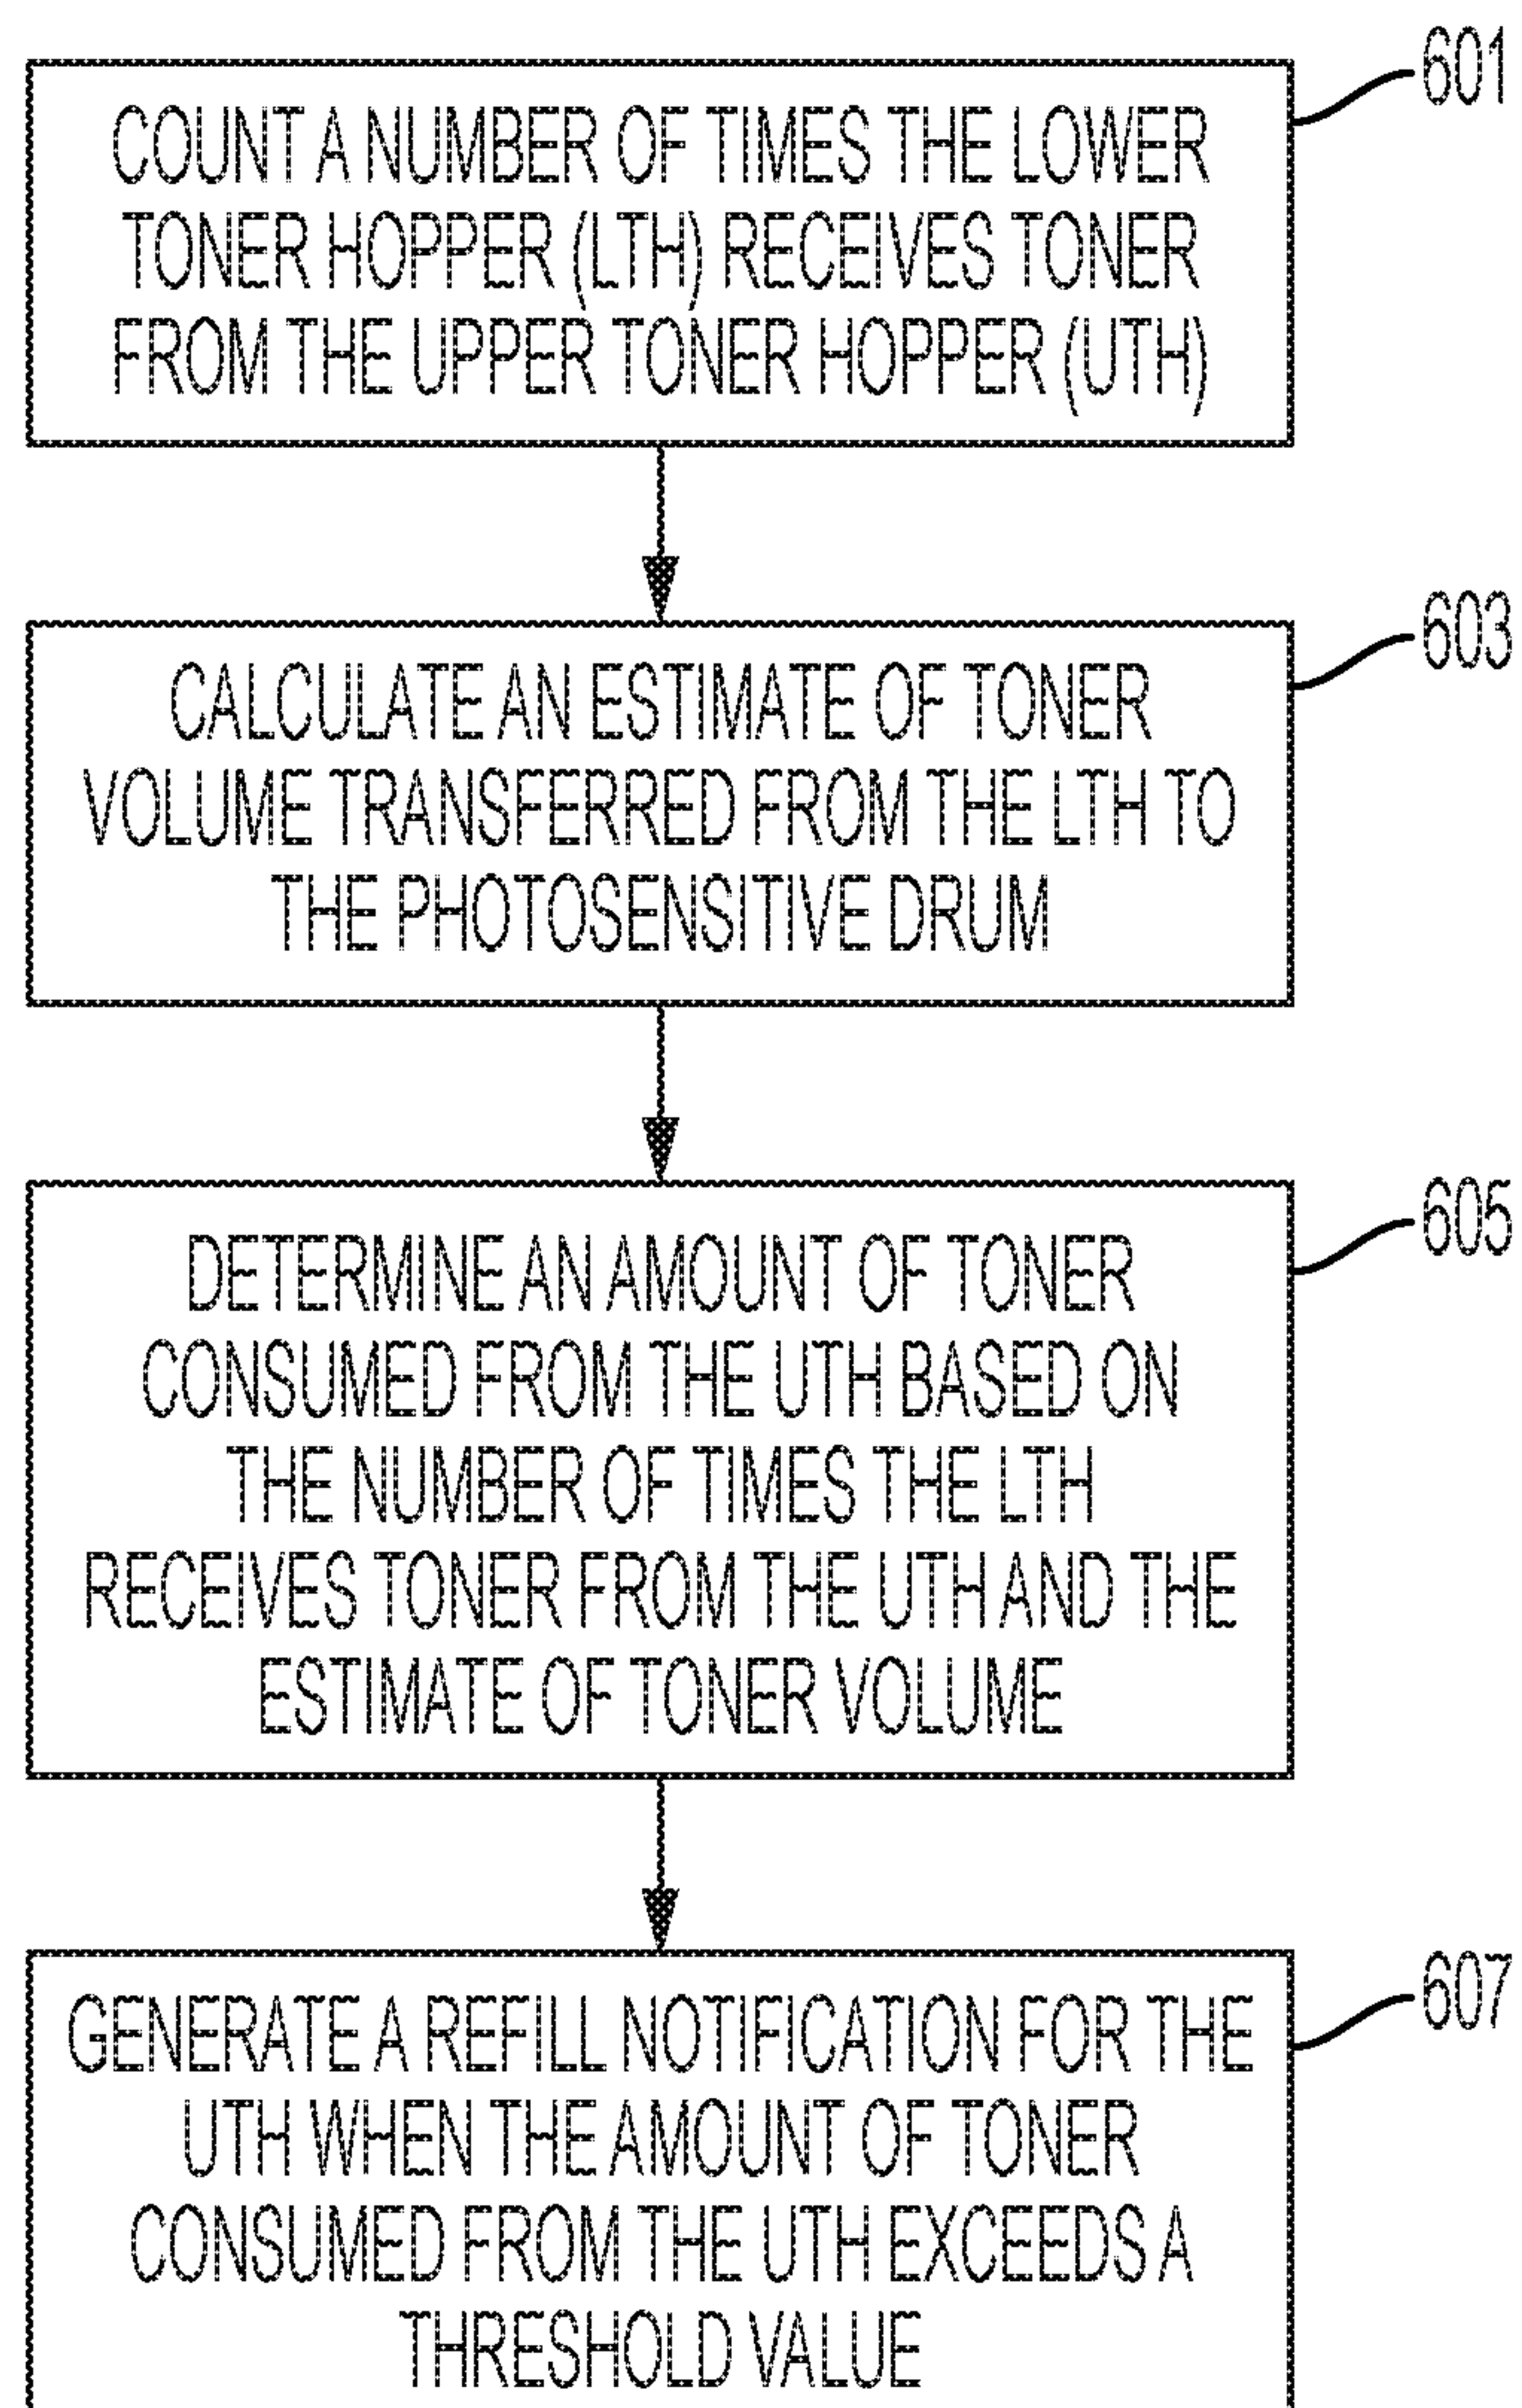 601
COUNT A NUMBER OF TIMES THE LOWER
TONER HOPPER (LTH) RECEIVES TONER
FROM THE UPPER TONER HOPPER (UTH)
603
CALCULATE AN ESTIMATE OF TONER
VOLUME TRANSFERRED FROM THE LTH TO
THE PHOTOSENSITIVE DRUM
605
DETERMINE AN AMOUNT OF TONER
CONSUMED FROM THE UTH BASED ON
THE NUMBER OF TIMES THE LTH
RECEIVES TONER FROM THE UTH AND THE
ESTIMATE OF TONER VOLUME
607
GENERATE A REFILL NOTIFICATION FOR THE
UTH WHEN THE AMOUNT OF TONER
CONSUMED FROM THE UTH EXCEEDS A
THRESHOLD VALUE